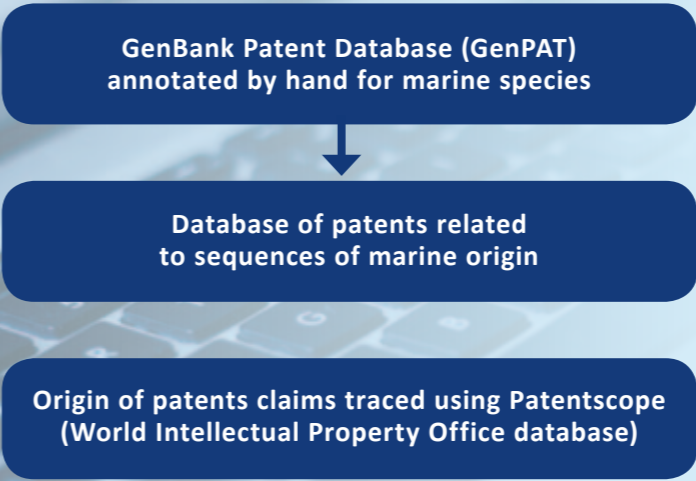 GenBank Patent Database (GenPAT)
annotated by hand for marine species
Database of patents related
to sequences of marine origin
Origin of patents claims traced using Patentscope
(World Intellectual Property Office database)